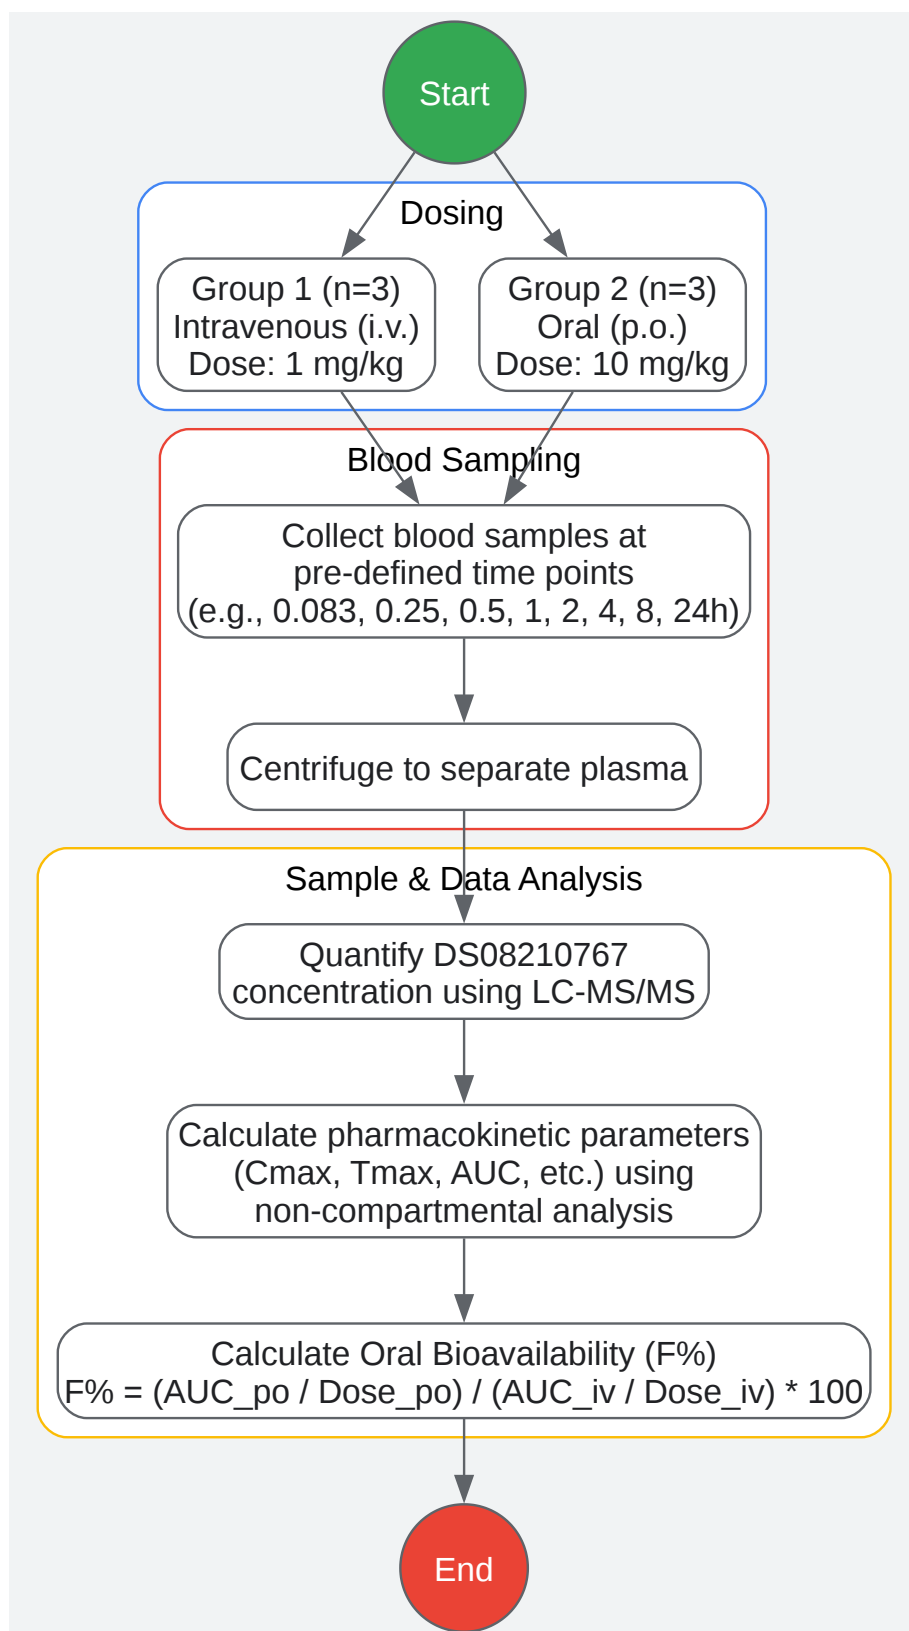 Start
Dosing
Group 1 (n=3)
Intravenous (i.v.)
Dose: 1 mg/kg
Group 2 (n=3)
Oral (p.o.)
Dose: 10 mg/kg
Blood Sampling
Collect blood samples at
pre-defined time points
(e.g., 0.083, 0.25, 0.5, 1, 2, 4, 8, 24h)
Centrifuge to separate plasma
Sample & Data Analysis
Quantify DS08210767
concentration using LC-MS/MS
Calculate pharmacokinetic parameters
(Cmax, Tmax, AUC, etc.) using
non-compartmental analysis
Calculate Oral Bioavailability (F%)
F% = (AUC_po / Dose_po) / (AUC_iv / Dose_iv) * 100
End